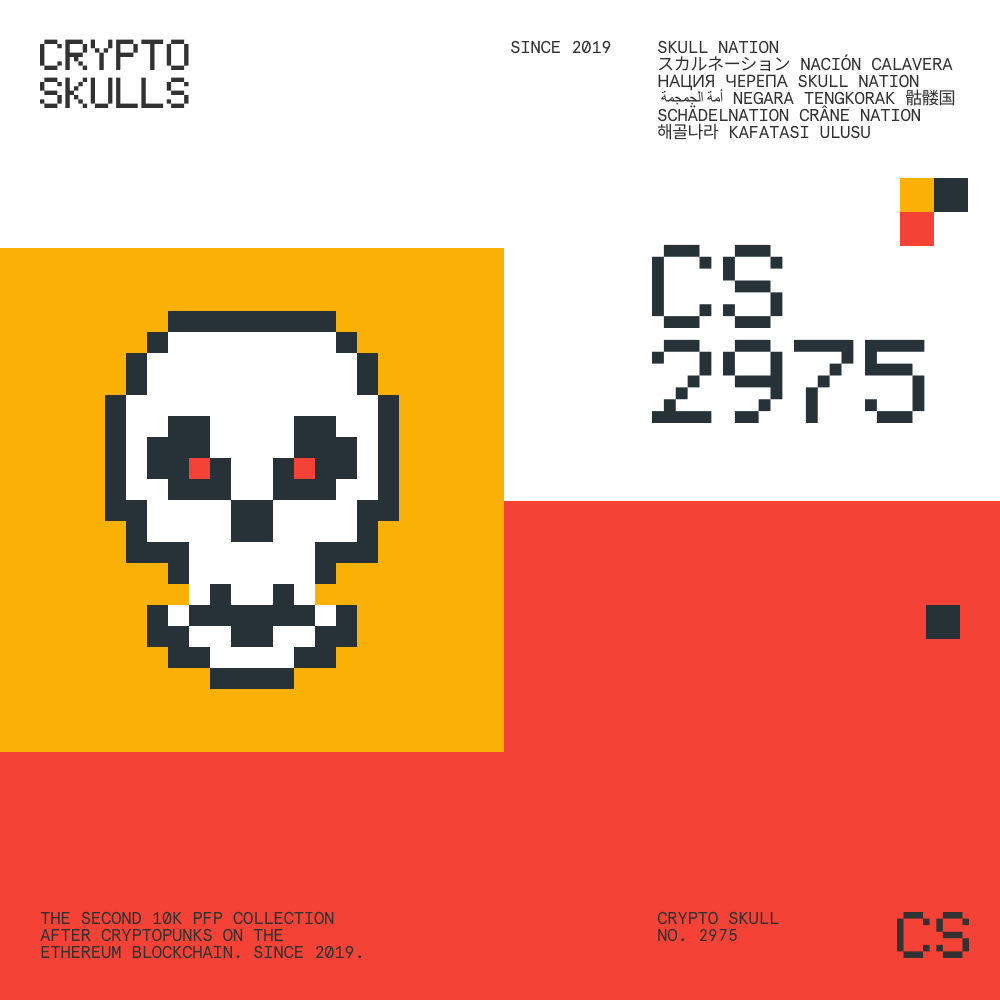 CRYPTO
SKULLS
SINCE 2019
SKULL NATION
スカルネーション NACIÓN CALAVERA
НАЦИЯ ЧЕРЕПА SKULL NATION
أمة الجمجمة NEGARA TENGKORAK 骷髅国
SCHÄDELNATION CRÂNE NATION
해골나라 KAFATASI ULUSU
CS
2975
THE SECOND 10K PFP COLLECTION
AFTER CRYPTOPUNKS ON THE
ETHEREUM BLOCKCHAIN. SINCE 2019.
CRYPTO SKULL
NO. 2975
CS